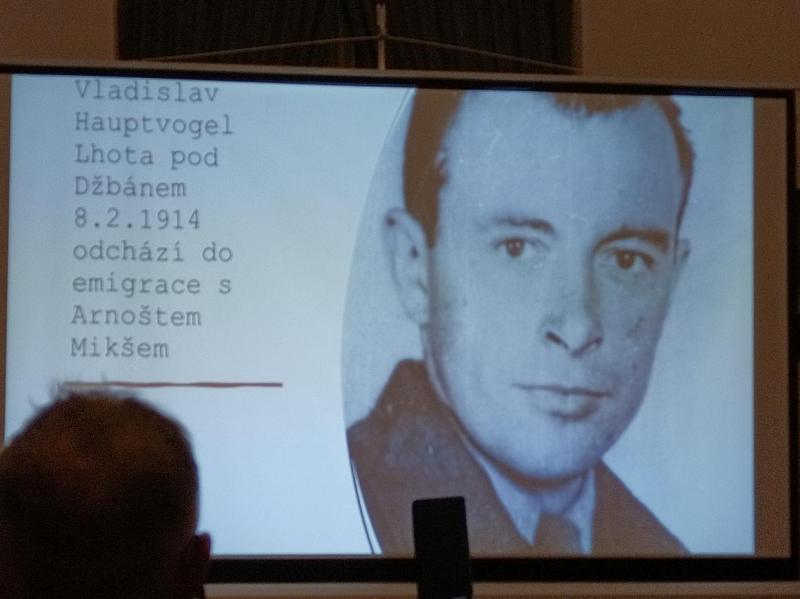 Vladislav
Hauptvogel
Lhota pod
Džbánem
8.2.1914
odchází do
emigrace s
Arnoštem
Mikšem